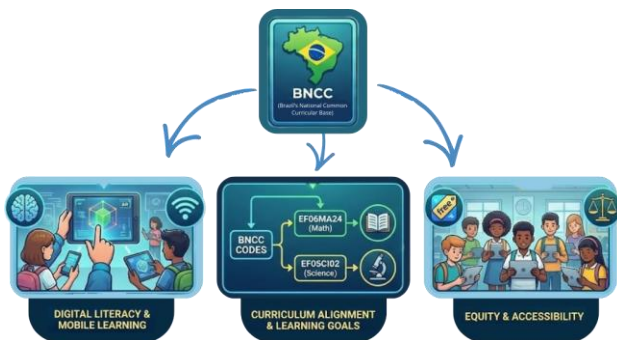 BNCC
(Brazil's National Common
Curricular Base)
free
DIGITAL LITERACY &
MOBILE LEARNING
BNCC
CODES
EF06MA24
(Math)
EF05CI02
(Science)
CURRICULUM ALIGNMENT
& LEARNING GOALS
EQUITY & ACCESSIBILITY